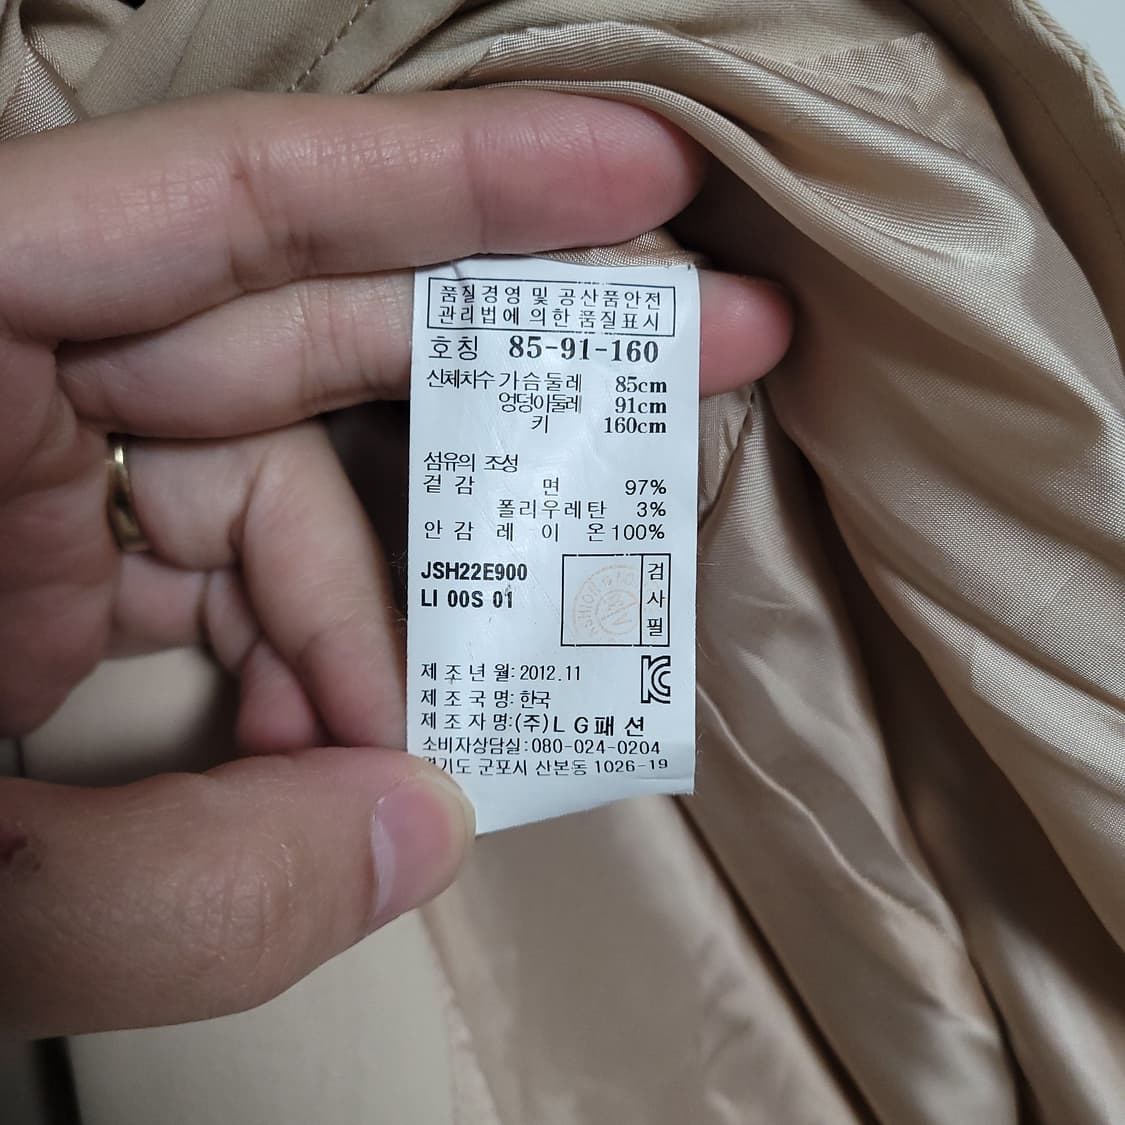 품질경영 및 공산품안전
관리법에 의한 품질표시
호칭 85-91-160
신체치수 가슴둘레 85cm
엉덩이둘레 91cm
키 160cm
섬유의 조성
겉감 면 97%
폴리우레탄 3%
안감 레이온 100%
JSH22E900
LI 00S 01
검사필
제조년월: 2012.11
제조국명: 한국
제조자명:(주)LG패션
소비자상담실:080-024-0204
군포시 산본동 1026-19